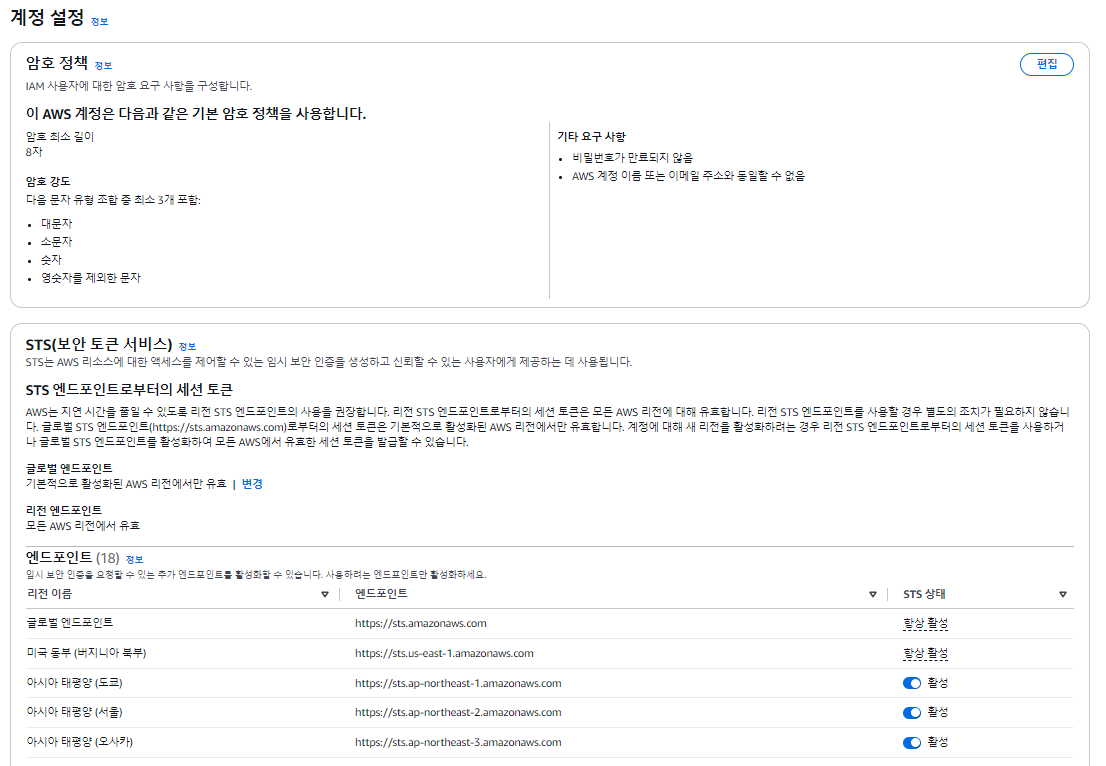 계정 설정 정보
암호 정책 정보
편집
IAM 사용자에 대한 암호 요구 사항을 구성합니다.
이 AWS 계정은 다음과 같은 기본 암호 정책을 사용합니다.
암호 최소 길이
8자
암호 강도
다음 문자 유형 조합 중 최소 3개 포함:
대문자
소문자
숫자
영숫자를 제외한 문자
기타 요구 사항
비밀번호가 만료되지 않음
AWS 계정 이름 또는 이메일 주소와 동일할 수 없음
STS(보안 토큰 서비스) 정보
STS는 AWS 리소스에 대한 액세스를 제어할 수 있는 임시 보안 인증을 생성하고 신뢰할 수 있는 사용자에게 제공하는 데 사용됩니다.
STS 엔드포인트로부터의 세션 토큰
AWS는 지연 시간을 줄일 수 있도록 리전 STS 엔드포인트의 사용을 권장합니다. 리전 STS 엔드포인트로부터의 세션 토큰은 모든 AWS 리전에 대해 유효합니다. 리전 STS 엔드포인트를 사용할 경우 별도의 조치가 필요하지 않습니
다. 글로벌 STS 엔드포인트(https://sts.amazonaws.com)로부터의 세션 토큰은 기본적으로 활성화된 AWS 리전에서만 유효합니다. 계정에 대해 새 리전을 활성화하려는 경우 리전 STS 엔드포인트로부터의 세션 토큰을 사용하거
나 글로벌 STS 엔드포인트를 활성화하여 모든 AWS에서 유효한 세션 토큰을 발급할 수 있습니다.
글로벌 엔드포인트
기본적으로 활성화된 AWS 리전에서만 유효 | 변경
리전 엔드포인트
모든 AWS 리전에서 유효
엔드포인트 (18) 정보
임시 보안 인증을 요청할 수 있는 추가 엔드포인트를 활성화할 수 있습니다. 사용하려는 엔드포인트만 활성화하세요.
리전 이름 엔드포인트 STS 상태
글로벌 엔드포인트 https://sts.amazonaws.com 항상 활성
미국 동부 (버지니아 북부) https://sts.us-east-1.amazonaws.com 항상 활성
아시아 태평양 (도쿄) https://sts.ap-northeast-1.amazonaws.com 활성
아시아 태평양 (서울) https://sts.ap-northeast-2.amazonaws.com 활성
아시아 태평양 (오사카) https://sts.ap-northeast-3.amazonaws.com 활성